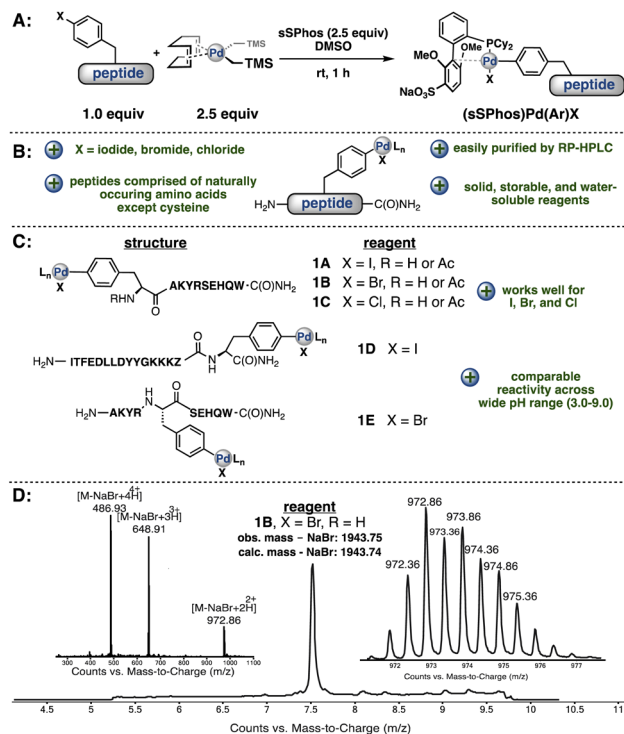 A:
X
peptide
1.0 equiv
+
Pd
TMS
TMS
2.5 equiv
sSPhos (2.5 equiv)
DMSO
rt, 1 h
MeO
OMe
PCy2
Pd
X
NaO3S
peptide
(sSPhos)Pd(Ar)X
B:
+ X = iodide, bromide, chloride
+ peptides comprised of naturally
occuring amino acids
except cysteine
Pd Ln
X
H2N peptide C(O)NH2
+ easily purified by RP-HPLC
+ solid, storable, and water-
soluble reagents
C:
structure
reagent
LnPd
X
RHN
O
AKYRSEHQW-C(O)NH2
1A X = I, R = H or Ac
1B X = Br, R = H or Ac
1C X = Cl, R = H or Ac
+ works well for
I, Br, and Cl
H2N— ITFEDLLDYYGKKKZ
O
N
H
C(O)NH2
Pd Ln
X
1D X = I
+ comparable
reactivity across
wide pH range (3.0-9.0)
H2N—AKYR
H
N
O
SEHQW-C(O)NH2
Pd Ln
X
1E X = Br
D:
[M-NaBr+4H]4+
486.93
[M-NaBr+3H]3+
648.91
[M-NaBr+2H]2+
972.86
300 400 500 600 700 800 900 1000 1100
Counts vs. Mass-to-Charge (m/z)
reagent
1B, X = Br, R = H
obs. mass – NaBr: 1943.75
calc. mass - NaBr: 1943.74
972.36
972.86
973.36
973.86
974.36
974.86
975.36
972 973 974 975 976 977
Counts vs. Mass-to-Charge (m/z)
4.5 5 5.5 6 6.5 7 7.5 8 8.5 9 9.5 10 10.5 11
Counts vs. Mass-to-Charge (m/z)